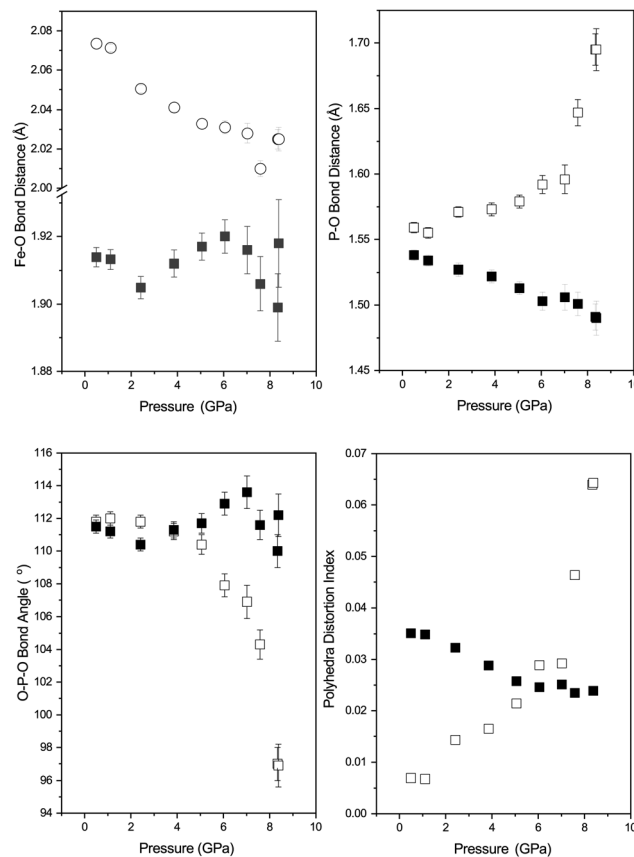 2.08
2.06
2.04
2.02
2.00
1.92
1.90
1.88
Fe-O Bond Distance (Å)
0 2 4 6 8 10
Pressure (GPa)
1.70
1.65
1.60
1.55
1.50
1.45
P-O Bond Distance (Å)
0 2 4 6 8 1
Pressure (GPa)
116
114
112
110
108
106
104
102
100
98
96
94
O-P-O Bond Angle ( º)
0 2 4 6 8 10
Pressure (GPa)
0.07
0.06
0.05
0.04
0.03
0.02
0.01
0.00
Polyhedra Distortion Index
0 2 4 6 8 10
Pressure (GPa)